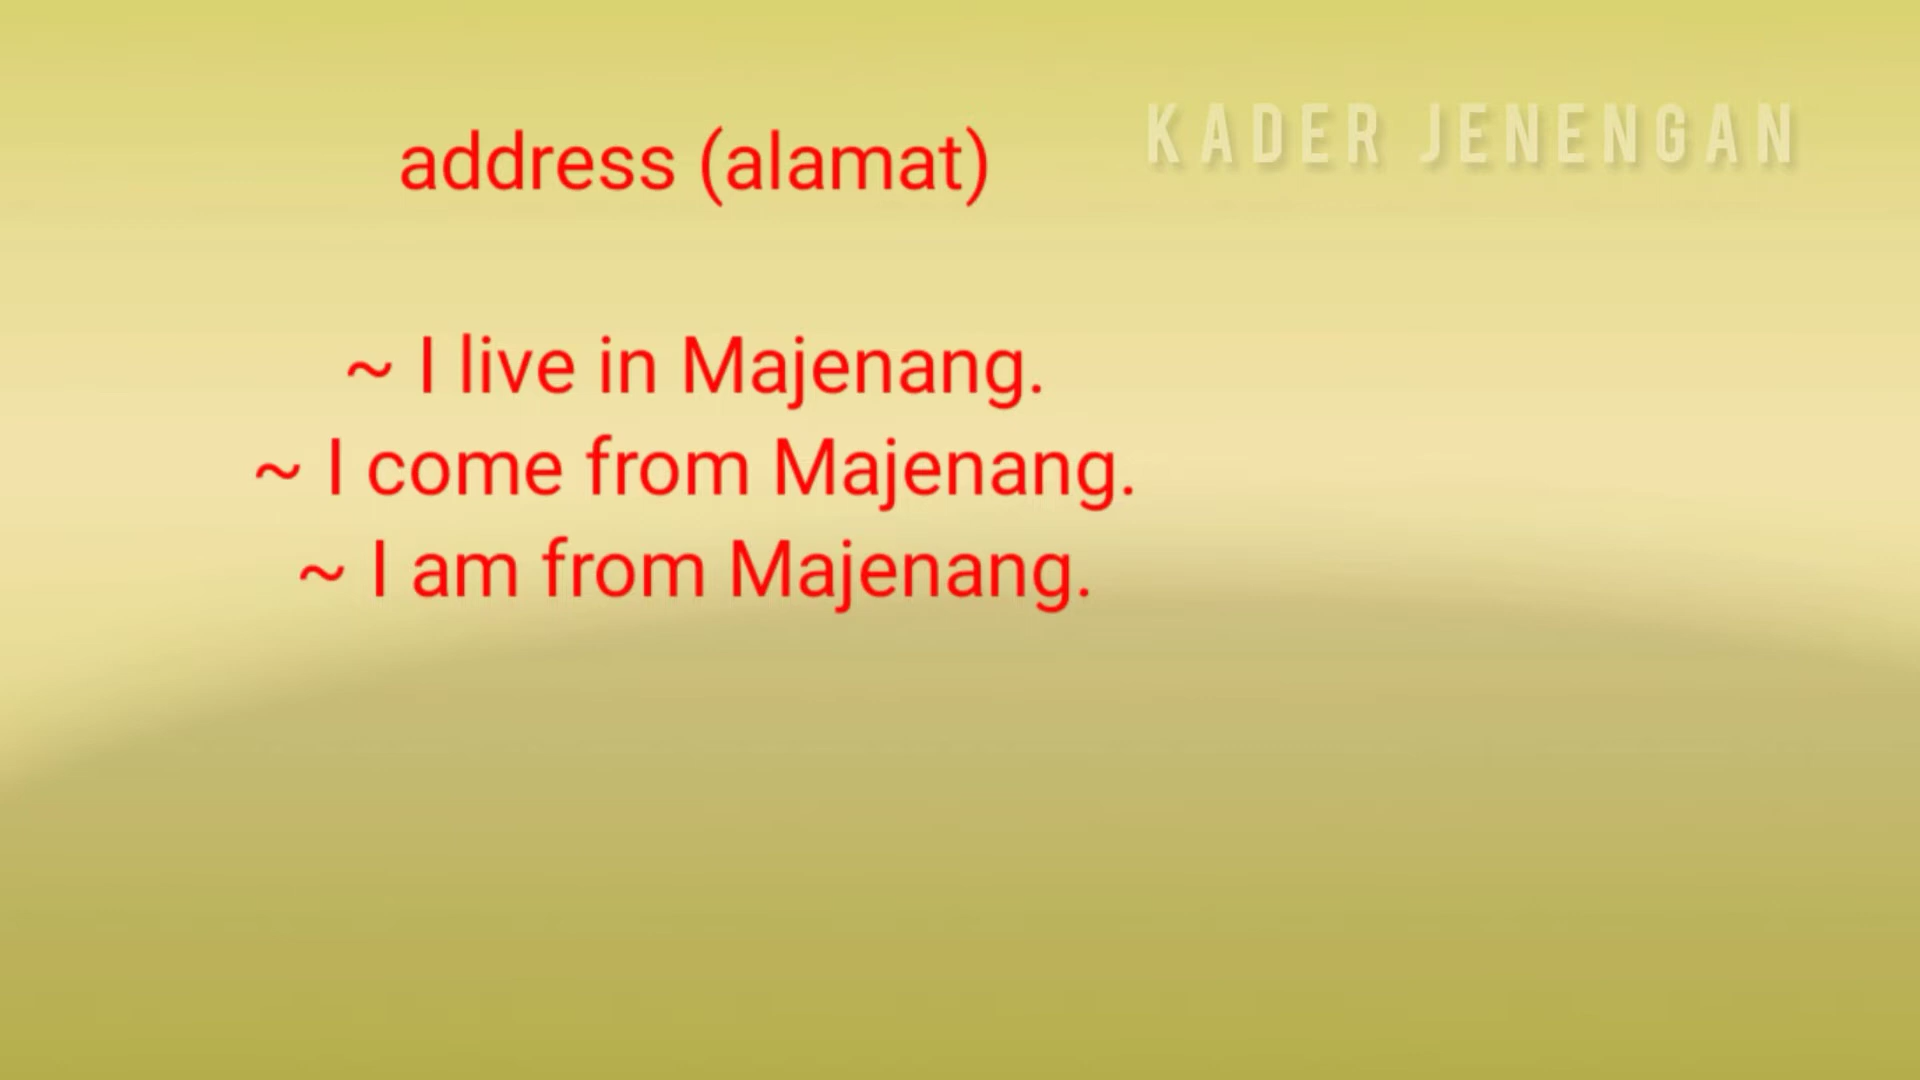 KADER JENENGAN
address (alamat)
~ I live in Majenang.
~ I come from Majenang.
~ I am from Majenang.